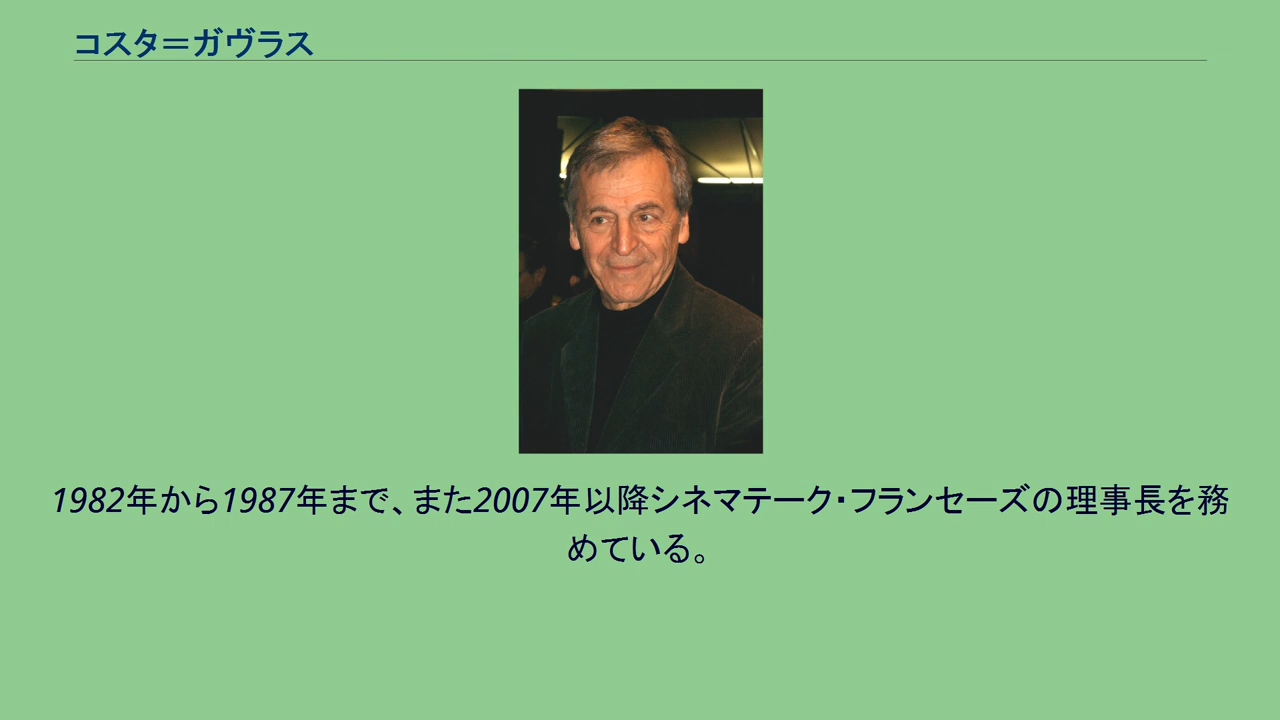 コスタ＝ガヴラス
1982年から1987年まで、また2007年以降シネマテーク・フランセーズの理事長を務
めている。